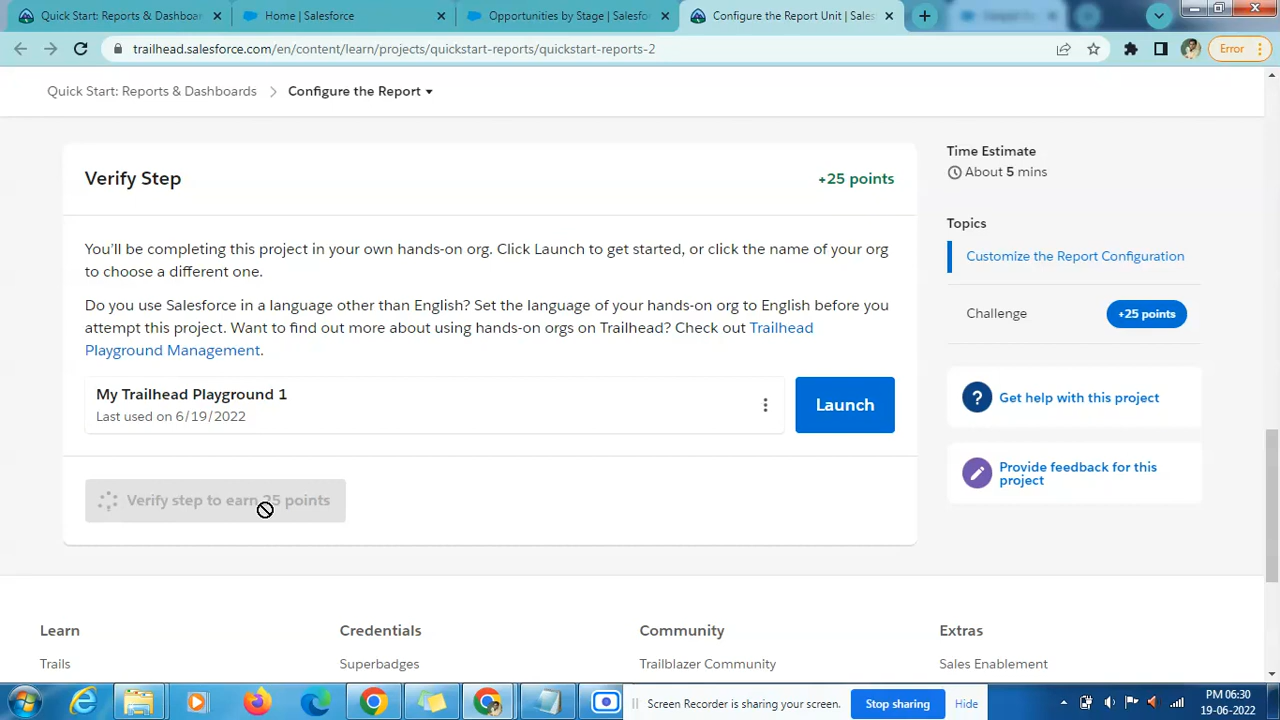 Quick Start: Reports & Dashboar
Home | Salesforce
Opportunities by Stage | Salesfo
Configure the Report Unit | Sales
trailhead.salesforce.com/en/content/learn/projects/quickstart-reports/quickstart-reports-2
Error
Quick Start: Reports & Dashboards
Configure the Report
Verify Step
+25 points
You'll be completing this project in your own hands-on org. Click Launch to get started, or click the name of your org
to choose a different one.
Do you use Salesforce in a language other than English? Set the language of your hands-on org to English before you
attempt this project. Want to find out more about using hands-on orgs on Trailhead? Check out Trailhead
Playground Management.
My Trailhead Playground 1
Last used on 6/19/2022
Launch
Verify step to earn 25 points
Time Estimate
About 5 mins
Topics
Customize the Report Configuration
Challenge
+25 points
Get help with this project
Provide feedback for this
project
Learn
Credentials
Community
Extras
Trails
Superbadges
Trailblazer Community
Sales Enablement
Screen Recorder is sharing your screen.
Stop sharing
Hide
PM 06:30
19-06-2022